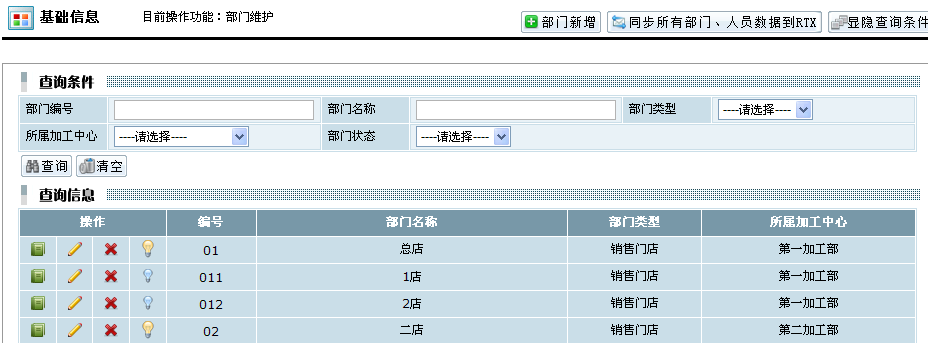 基础信息 目前操作功能：部门维护 部门新增 同步所有部门、人员数据到RTX 显隐查询条件
查询条件
部门编号 部门名称 部门类型 ----请选择----
所属加工中心 ----请选择---- 部门状态 ----请选择----
查询 清空
查询信息
操作 编号 部门名称 部门类型 所属加工中心
01 总店 销售门店 第一加工部
011 1店 销售门店 第一加工部
012 2店 销售门店 第一加工部
02 二店 销售门店 第二加工部